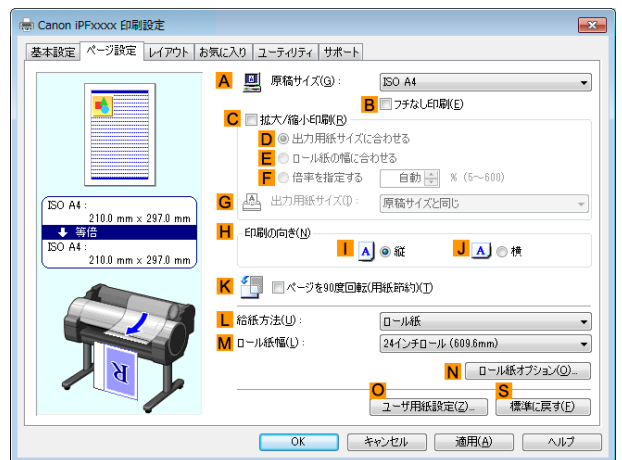 Canon iPFxxxx 印刷設定
基本設定 ページ設定 レイアウト お気に入り ユーティリティ サポート
A 原稿サイズ(G): ISO A4
B フチなし印刷(E)
C 拡大/縮小印刷(R)
D 出力用紙サイズに合わせる
E ロール紙の幅に合わせる
F 倍率を指定する 自動 % (5～600)
G 出力用紙サイズ(I): 原稿サイズと同じ
ISO A4:
210.0 mm × 297.0 mm
等倍
ISO A4:
210.0 mm × 297.0 mm
H 印刷の向き(N)
I A 縦 J A 横
K ページを90度回転(用紙節約)(T)
L 給紙方法(U): ロール紙
M ロール紙幅(L): 24インチロール (609.6mm)
N ロール紙オプション(O)...
O ユーザ用紙設定(Z)... S 標準に戻す(F)
R
OK キャンセル 適用(A) ヘルプ